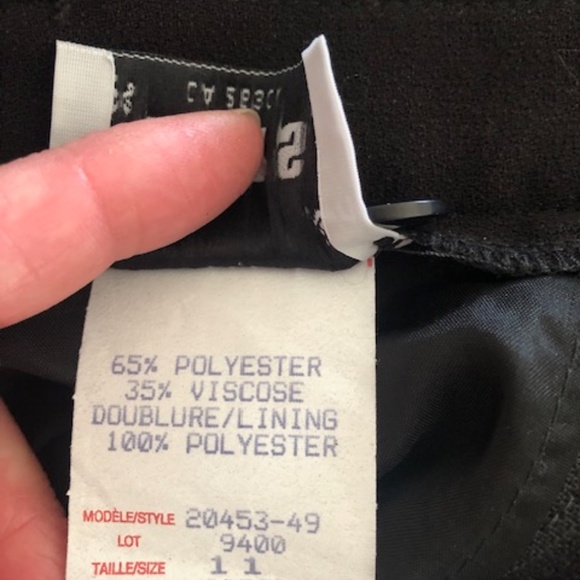 65% POLYESTER
35% VISCOSE
DOUBLURE/LINING
100% POLYESTER
MODÈLE/STYLE 20453-49
LOT 9400
TAILLE/SIZE 11